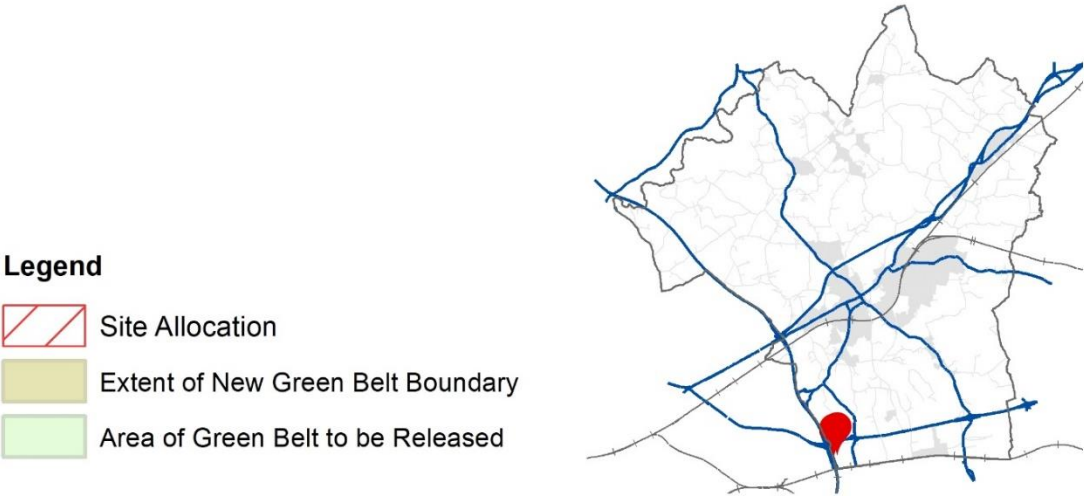 Legend
Site Allocation
Extent of New Green Belt Boundary
Area of Green Belt to be Released